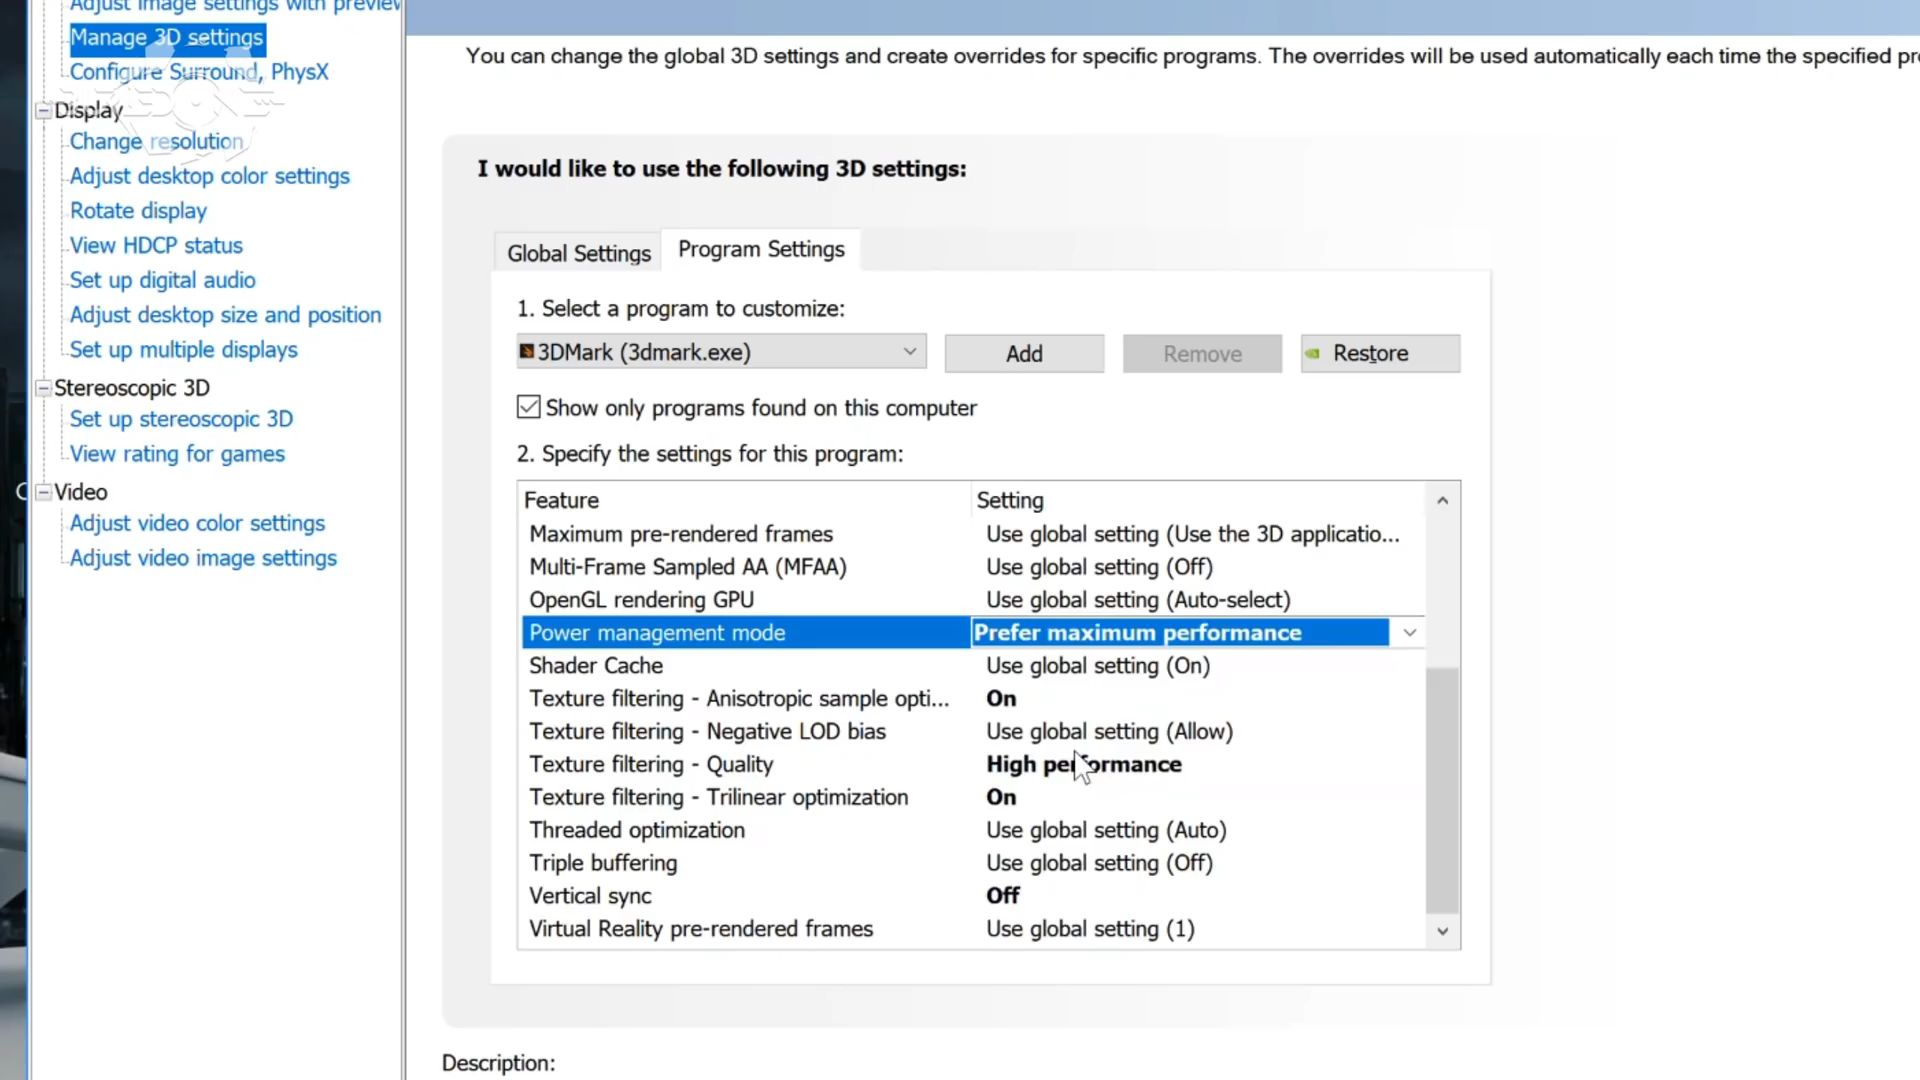 Adjust image settings with preview
Manage 3D settings
Configure Surround, PhysX
Display
Change resolution
Adjust desktop color settings
Rotate display
View HDCP status
Set up digital audio
Adjust desktop size and position
Set up multiple displays
Stereoscopic 3D
Set up stereoscopic 3D
View rating for games
Video
Adjust video color settings
Adjust video image settings
You can change the global 3D settings and create overrides for specific programs. The overrides will be used automatically each time the specified pr
I would like to use the following 3D settings:
Global Settings
Program Settings
1. Select a program to customize:
3DMark (3dmark.exe)
Add
Remove
Restore
Show only programs found on this computer
2. Specify the settings for this program:
Feature Setting
Maximum pre-rendered frames Use global setting (Use the 3D applicatio...
Multi-Frame Sampled AA (MFAA) Use global setting (Off)
OpenGL rendering GPU Use global setting (Auto-select)
Power management mode Prefer maximum performance
Shader Cache Use global setting (On)
Texture filtering - Anisotropic sample opti... On
Texture filtering - Negative LOD bias Use global setting (Allow)
Texture filtering - Quality High performance
Texture filtering - Trilinear optimization On
Threaded optimization Use global setting (Auto)
Triple buffering Use global setting (Off)
Vertical sync Off
Virtual Reality pre-rendered frames Use global setting (1)
Description: